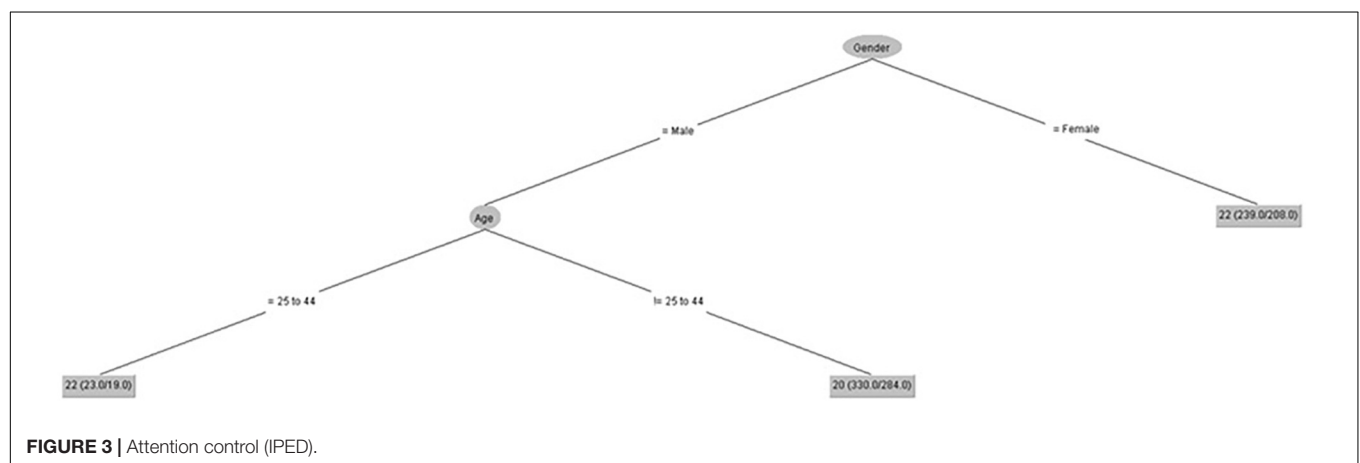 Gender
= Male
= Female
Age
22 (239.0/208.0)
= 25 to 44
!= 25 to 44
22 (23.0/19.0)
20 (330.0/284.0)
FIGURE 3 | Attention control (IPED).